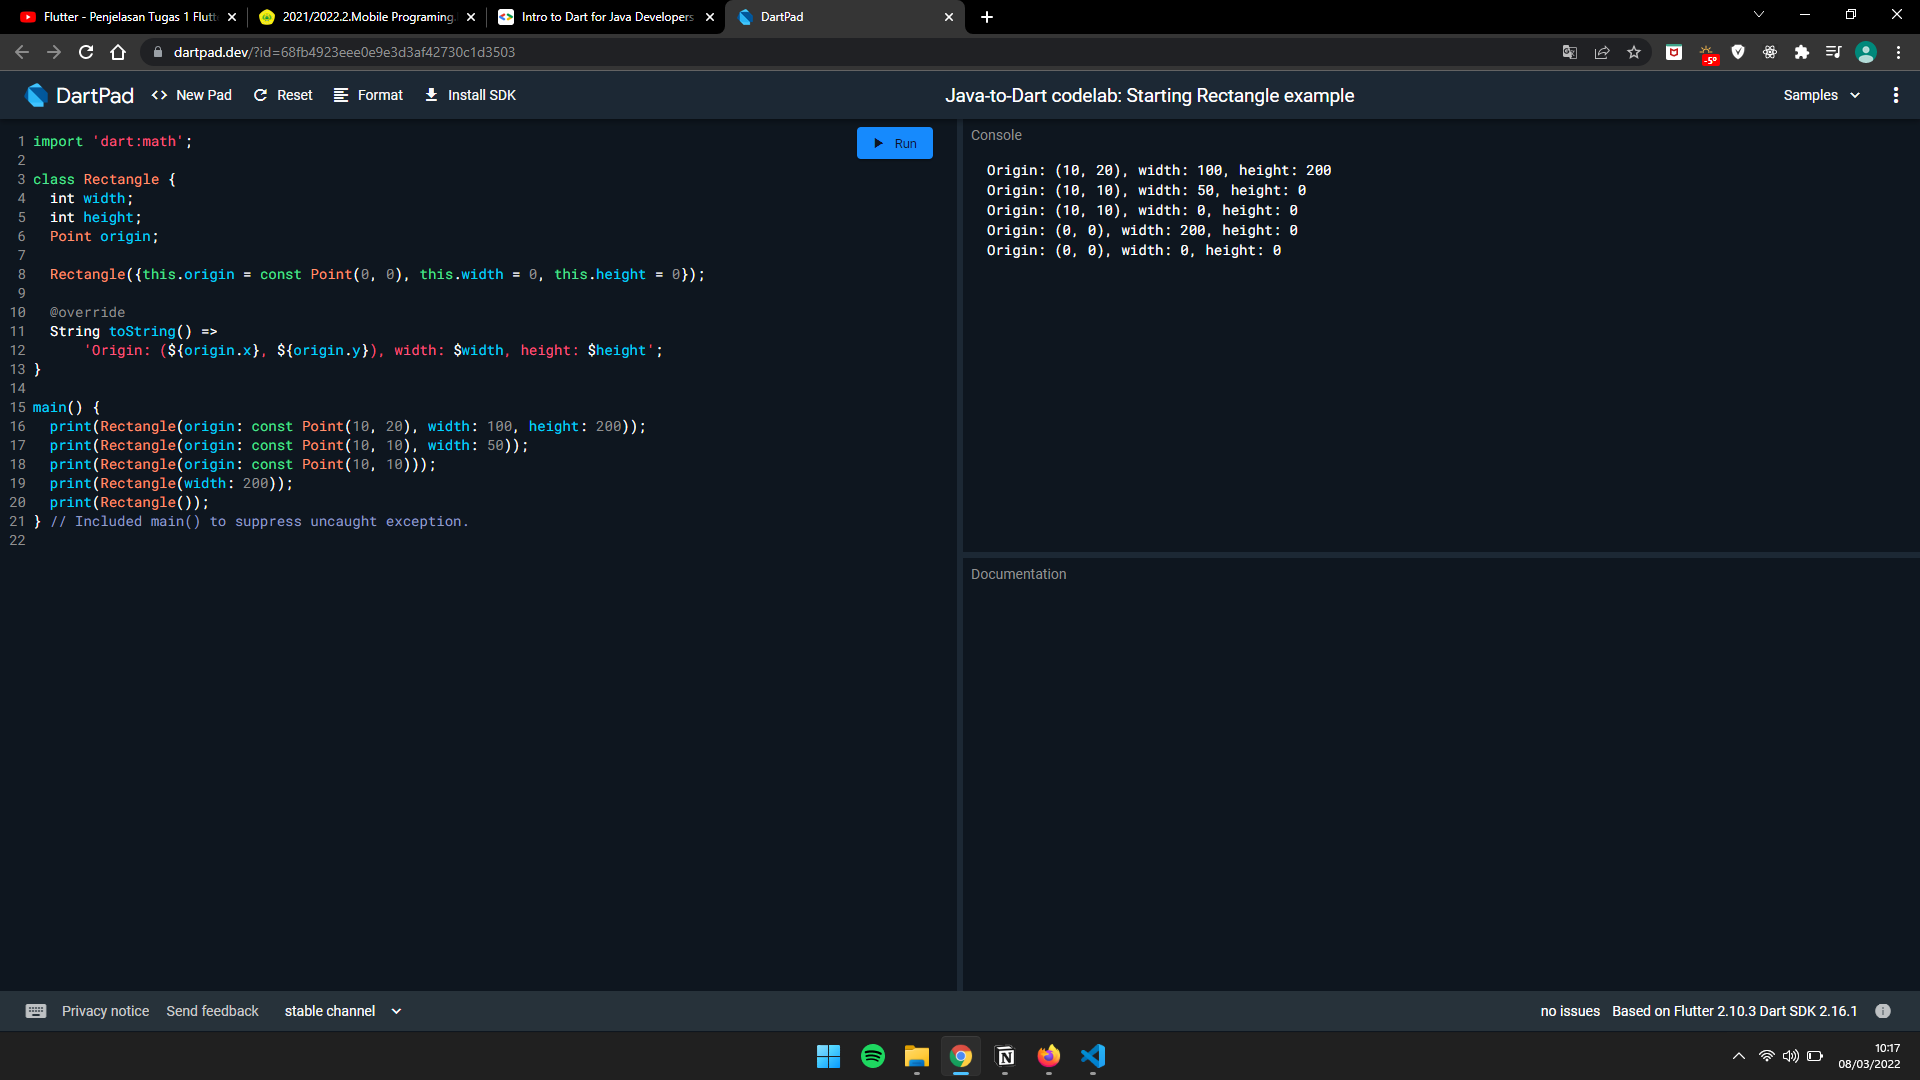 Flutter - Penjelasan Tugas 1 Flutt
2021/2022.2.Mobile Programing.
Intro to Dart for Java Developers
DartPad
dartpad.dev/?id=68fb4923eee0e9e3d3af42730c1d3503
-5°
DartPad
<> New Pad
Reset
Format
Install SDK
Java-to-Dart codelab: Starting Rectangle example
Samples
Run
1 import 'dart:math';
2
3 class Rectangle {
4 int width;
5 int height;
6 Point origin;
7
8 Rectangle({this.origin = const Point(0, 0), this.width = 0, this.height = 0});
9
10 @override
11 String toString() =>
12 'Origin: (${origin.x}, ${origin.y}), width: $width, height: $height';
13 }
14
15 main() {
16 print(Rectangle(origin: const Point(10, 20), width: 100, height: 200));
17 print(Rectangle(origin: const Point(10, 10), width: 50));
18 print(Rectangle(origin: const Point(10, 10)));
19 print(Rectangle(width: 200));
20 print(Rectangle());
21 } // Included main() to suppress uncaught exception.
22
Console
Origin: (10, 20), width: 100, height: 200
Origin: (10, 10), width: 50, height: 0
Origin: (10, 10), width: 0, height: 0
Origin: (0, 0), width: 200, height: 0
Origin: (0, 0), width: 0, height: 0
Documentation
Privacy notice
Send feedback
stable channel
no issues
Based on Flutter 2.10.3 Dart SDK 2.16.1
10:17
08/03/2022